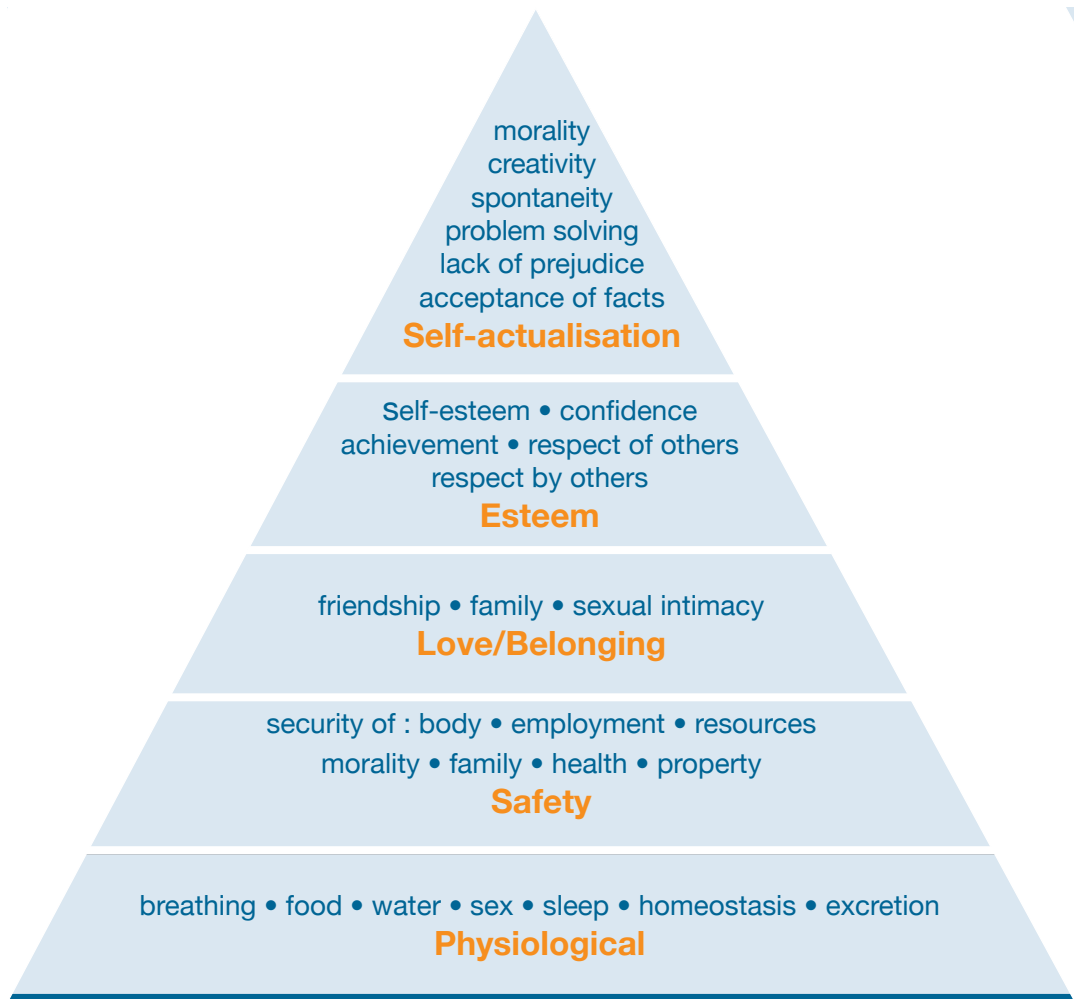 morality
creativity
spontaneity
problem solving
lack of prejudice
acceptance of facts
Self-actualisation
self-esteem • confidence
achievement • respect of others
respect by others
Esteem
friendship • family • sexual intimacy
Love/Belonging
security of : body • employment • resources
morality • family • health • property
Safety
breathing • food • water • sex • sleep • homeostasis • excretion
Physiological